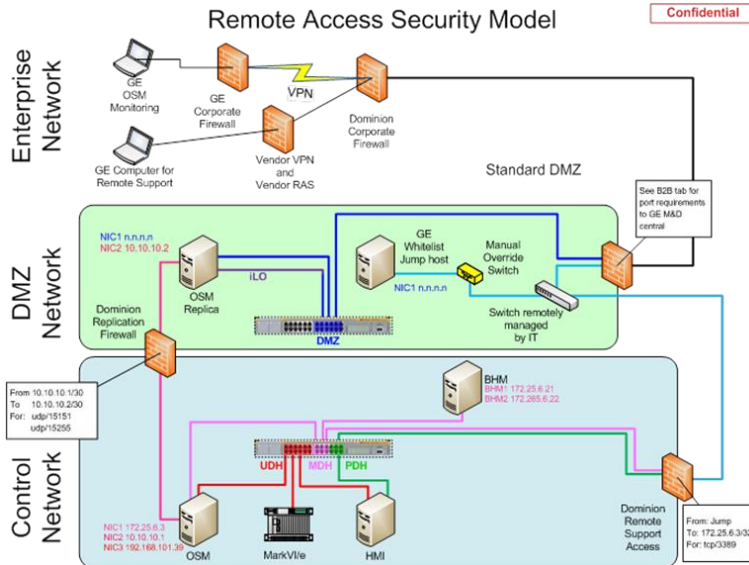 Remote Access Security Model
Confidential
Enterprise
Network
GE
OSM
Monitoring
GE
Corporate
Firewall
VPN
Dominion
Corporate
Firewall
GE Computer for
Remote Support
Vendor VPN
and
Vendor RAS
Standard DMZ
See B2B tab for
port requirements
to GE M&D
central
DMZ
Network
NIC1 n.n.n.n
NIC2 10.10.10.2
iLO
OSM
Replica
GE
Whitelist
Jump host
NIC1 n.n.n.n
Manual
Override
Switch
Switch remotely
managed
by IT
DMZ
Dominion
Replication
Firewall
From 10.10.10.1/30
To 10.10.10.2/30
For: udp/15151
udp/15255
Control
Network
BHM
BHM1 172.25.6.21
BHM2 172.265.6.22
UDH
MDH
PDH
NIC1 172.25.6.3
NIC2 10.10.10.1
NIC3 192.168.101.39
OSM
MarkVI/e
HMI
Dominion
Remote
Support
Access
From: Jump
To: 172.25.6.3/32
For: tcp/3389